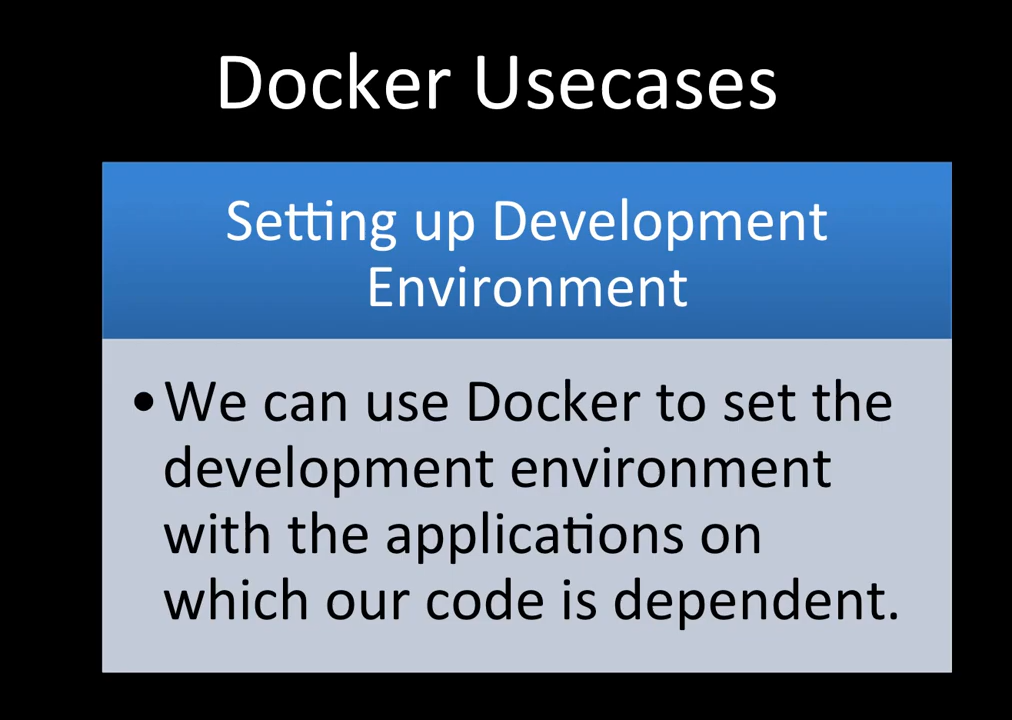 Docker Usecases
Setting up Development
Environment
•We can use Docker to set the
development environment
with the applications on
which our code is dependent.